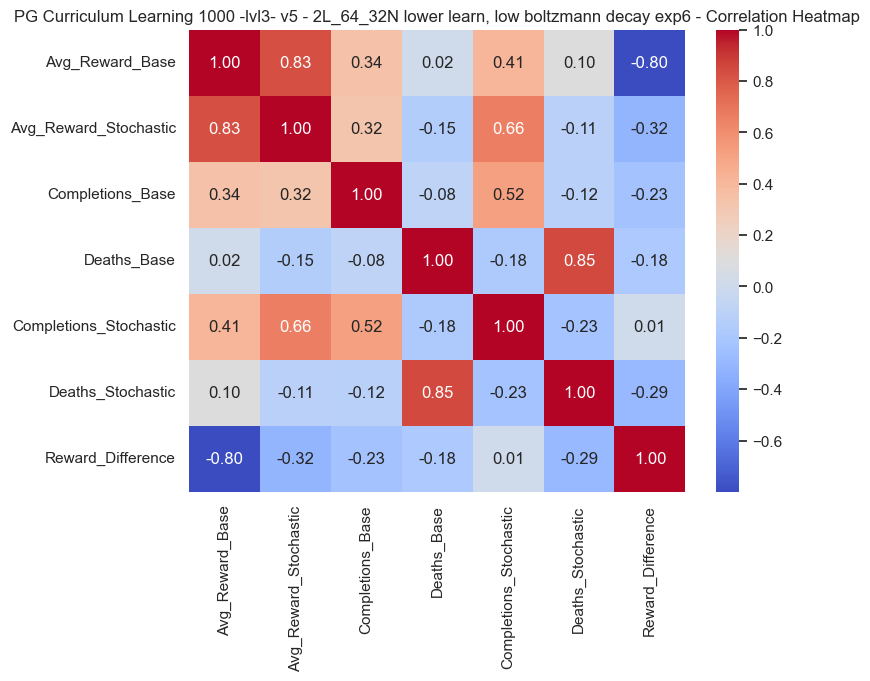 PG Curriculum Learning 1000 -lvl3- v5 - 2L_64_32N lower learn, low boltzmann decay exp6 - Correlation Heatmap
Avg_Reward_Base 1.00 0.83 0.34 0.02 0.41 0.10 -0.80
Avg_Reward_Stochastic 0.83 1.00 0.32 -0.15 0.66 -0.11 -0.32
Completions_Base 0.34 0.32 1.00 -0.08 0.52 -0.12 -0.23
Deaths_Base 0.02 -0.15 -0.08 1.00 -0.18 0.85 -0.18
Completions_Stochastic 0.41 0.66 0.52 -0.18 1.00 -0.23 0.01
Deaths_Stochastic 0.10 -0.11 -0.12 0.85 -0.23 1.00 -0.29
Reward_Difference -0.80 -0.32 -0.23 -0.18 0.01 -0.29 1.00
Avg_Reward_Base
Avg_Reward_Stochastic
Completions_Base
Deaths_Base
Completions_Stochastic
Deaths_Stochastic
Reward_Difference
1.0
0.8
0.6
0.4
0.2
0.0
−0.2
−0.4
−0.6